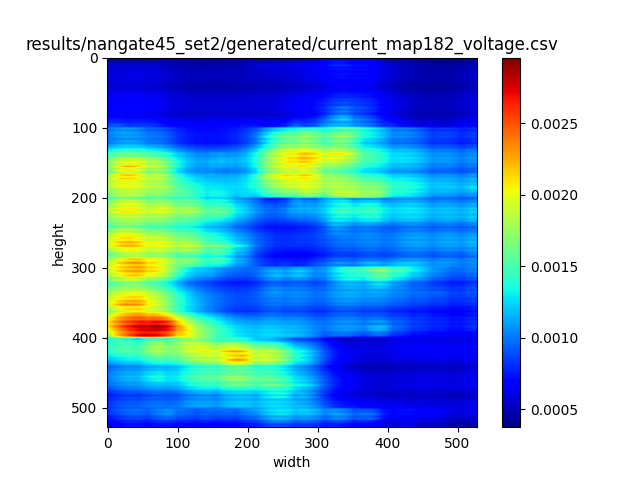 results/nangate45_set2/generated/current_map182_voltage.csv
0
100
200
300
400
500
height
0 100 200 300 400 500
width
0.0025
0.0020
0.0015
0.0010
0.0005